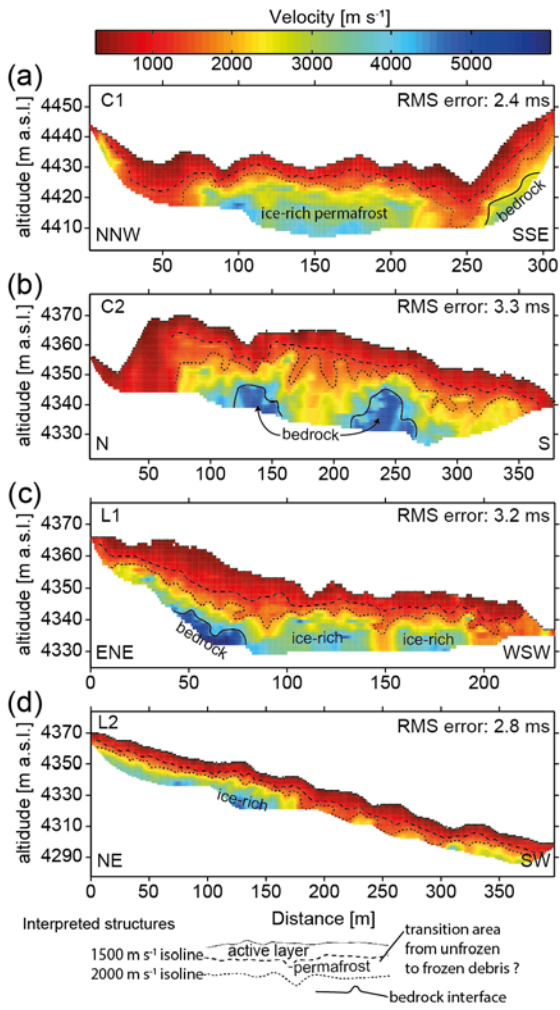 Velocity [m s⁻¹]
1000 2000 3000 4000 5000
(a)
C1 RMS error: 2.4 ms
altidude [m a.s.l.]
4450
4440
4430
4420
4410
ice-rich permafrost
bedrock
NNW SSE
50 100 150 200 250 300
(b)
C2 RMS error: 3.3 ms
altidude [m a.s.l.]
4370
4360
4350
4340
4330
bedrock
N S
50 100 150 200 250 300 350
(c)
L1 RMS error: 3.2 ms
altidude [m a.s.l.]
4370
4360
4350
4340
4330
bedrock
ice-rich ice-rich
ENE WSW
0 50 100 150 200
(d)
L2 RMS error: 2.8 ms
altidude [m a.s.l.]
4370
4350
4330
4310
4290
ice-rich
NE SW
0 50 100 150 200 250 300 350
Distance [m]
Interpreted structures
1500 m s⁻¹ isoline
2000 m s⁻¹ isoline
active layer
permafrost
transition area
from unfrozen
to frozen debris ?
bedrock interface